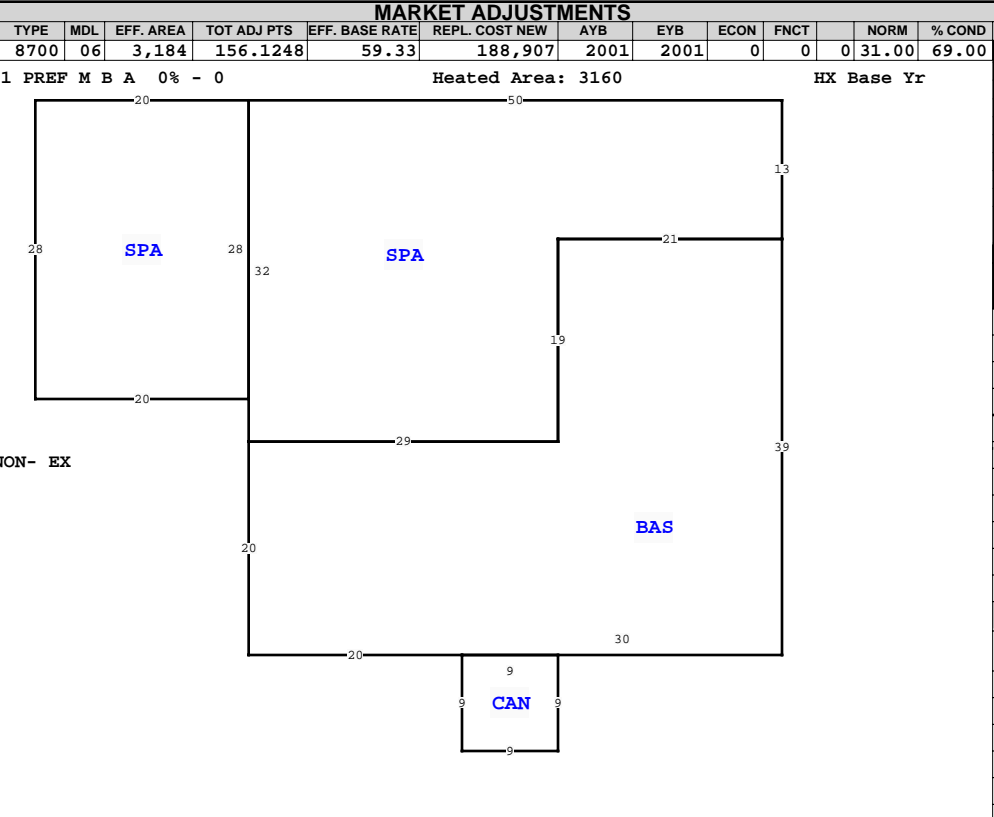 MARKET ADJUSTMENTS
TYPE MDL EFF. AREA TOT ADJ PTS EFF. BASE RATE REPL. COST NEW AYB EYB ECON FNCT NORM % COND
8700 06 3,184 156.1248 59.33 188,907 2001 2001 0 0 0 31.00 69.00
1 PREF M B A 0% - 0 Heated Area: 3160 HX Base Yr
20 50
13
21
28 SPA 28 SPA
32
19
20
29
39
NON- EX
BAS
20
30
20
9
9 CAN 9
9